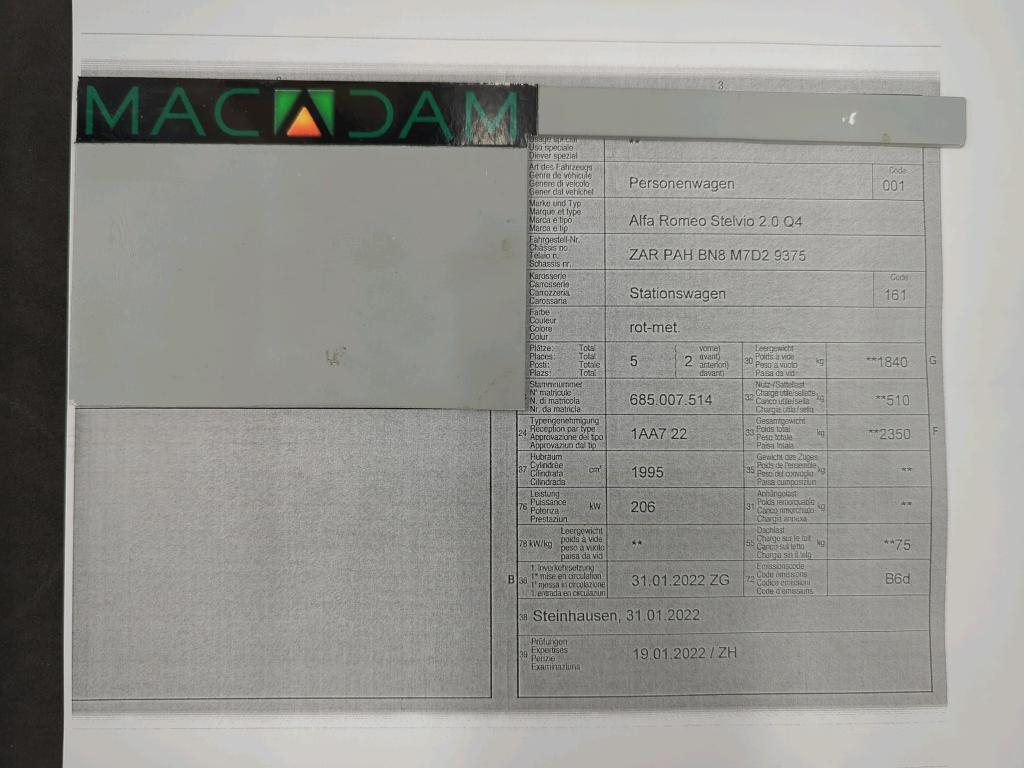 3
MACADAM
Uso speciale
Diever spezial
**
Art des Fahrzeugs
Genre de véhicule
Genere di veicolo
Gener dal vehichel
Personenwagen
Code
001
Marke und Typ
Marque et type
Marca e tipo
Marca e tip
Alfa Romeo Stelvio 2.0 Q4
Fahrgestell-Nr.
Châssis no
Telaio n.
Schassis nr.
ZAR PAH BN8 M7D2 9375
Karosserie
Carrosserie
Carrozzeria
Carossaria
Stationswagen
Code
161
Farbe
Couleur
Colore
Colur
rot-met.
Plätze: Total
Places: Total
Posti: Totale
Plazs: Total
5
( vorne)
( avant)
( anteriori)
( davant)
2
30
Leergewicht
Poids à vide
Peso a vuoto
Paisa da vid
kg
**1840
G
Stammnummer
N° matricule
N. di matricola
Nr. da matricla
685.007.514
32
Nutz-/Sattellast
Charge utile/sellette
Carico utile/sella
Chargia utila/sella
kg
**510
24
Typengenehmigung
Réception par type
Approvazione del tipo
Approvaziun dal tip
1AA7 22
33
Gesamtgewicht
Poids total
Peso totale
Paisa totala
kg
**2350
F
37
Hubraum
Cylindrée
Cilindrata
Cilindrada
cm³
1995
35
Gewicht des Zuges
Poids de l'ensemble
Peso del convoglio
Paisa cumposiziun
kg
**
76
Leistung
Puissance
Potenza
Prestaziun
kW
206
31
Anhängelast
Poids remorquable
Carico rimorchiato
Chargia annexa
kg
**
78 kW/kg
Leergewicht
poids à vide
peso à vuoto
paisa da vid
**
55
Dachlast
Charge sur le toit
Carico sul tetto
Chargia sin il tetg
kg
**75
B
36
1. Inverkehrsetzung
1re mise en circulation
1a messa in circolazione
1. entrada en circulaziun
31.01.2022 ZG
72
Emissionscode
Code émissions
Codice emissioni
Code d'emissiuns
B6d
38 Steinhausen, 31.01.2022
39
Prüfungen
Expertises
Perizie
Examinaziuns
19.01.2022 / ZH